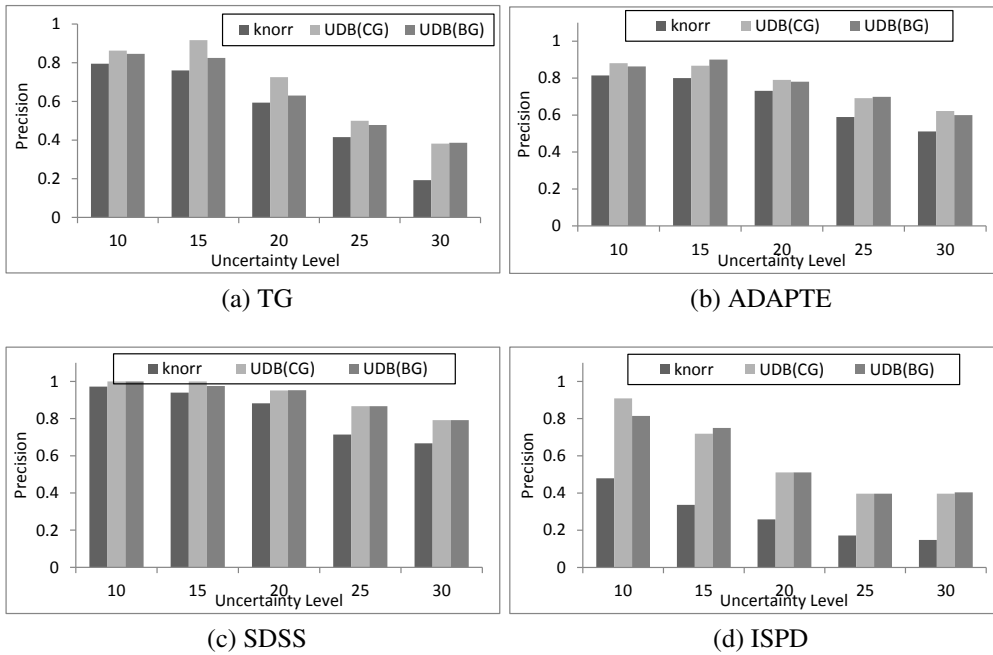 knorr UDB(CG) UDB(BG)
Precision
1
0.8
0.6
0.4
0.2
0
10 15 20 25 30
Uncertainty Level
(a) TG
knorr UDB(CG) UDB(BG)
Precision
1
0.8
0.6
0.4
0.2
0
10 15 20 25 30
Uncertainty Level
(b) ADAPTE
knorr UDB(CG) UDB(BG)
Precision
1
0.8
0.6
0.4
0.2
0
10 15 20 25 30
Uncertainty Level
(c) SDSS
knorr UDB(CG) UDB(BG)
Precision
1
0.8
0.6
0.4
0.2
0
10 15 20 25 30
Uncertainty Level
(d) ISPD